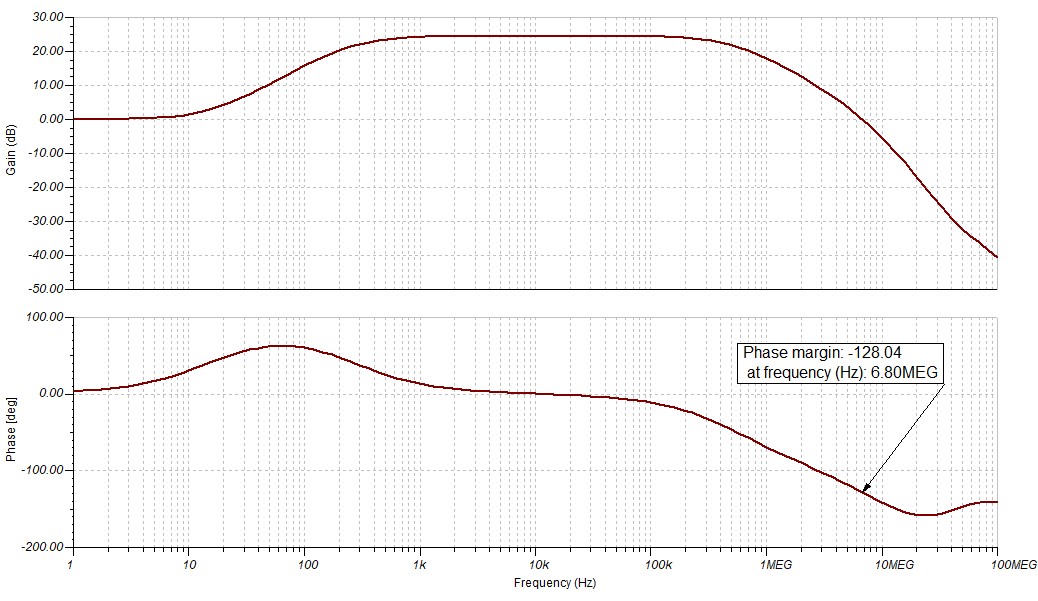 30.00
20.00
10.00
0.00
-10.00
-20.00
-30.00
-40.00
-50.00
Gain (dB)
100.00
0.00
-100.00
-200.00
Phase [deg]
Phase margin: -128.04
at frequency (Hz): 6.80MEG
1 10 100 1k 10k 100k 1MEG 10MEG 100MEG
Frequency (Hz)